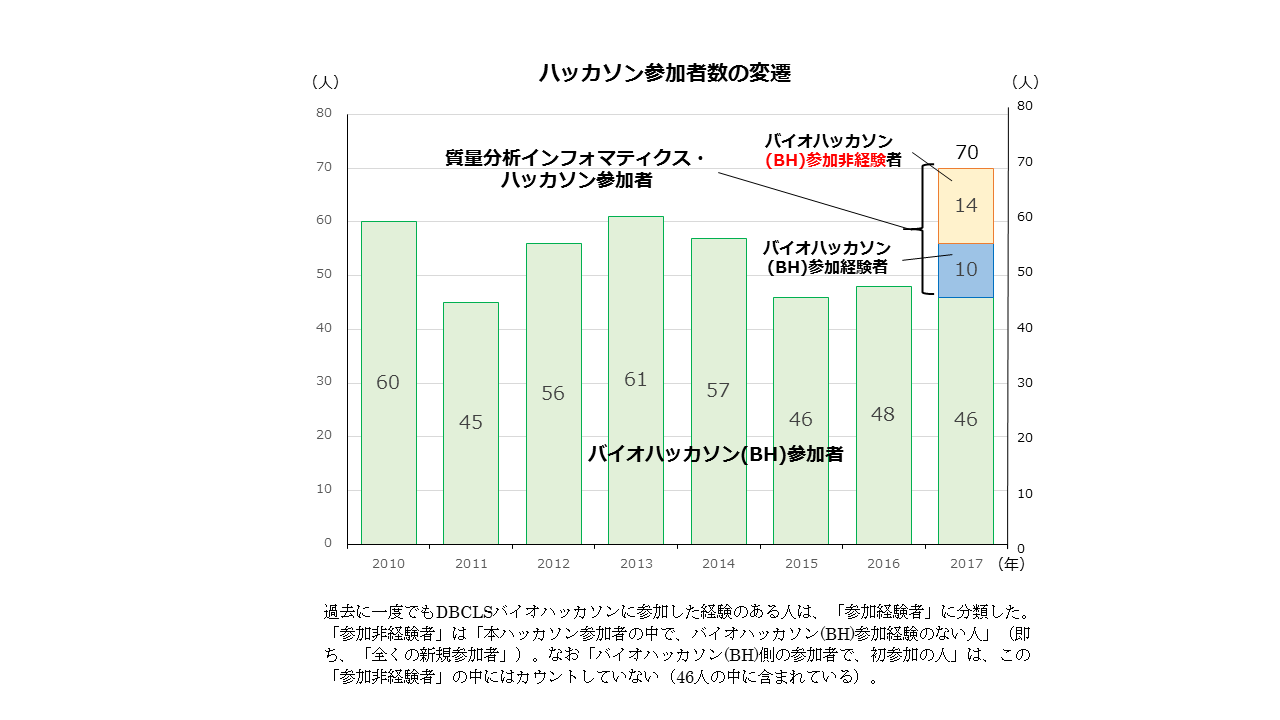 ハッカソン参加者数の変遷
（人）
（人）
80
70
60
50
40
30
20
10
0
80
70
60
50
40
30
20
10
0
質量分析インフォマティクス・
ハッカソン参加者
バイオハッカソン
(BH)参加非経験者
バイオハッカソン
(BH)参加経験者
70
14
10
60
45
56
61
57
46
48
46
バイオハッカソン(BH)参加者
2010 2011 2012 2013 2014 2015 2016 2017 （年）
過去に一度でもDBCLSバイオハッカソンに参加した経験のある人は、「参加経験者」に分類した。
「参加非経験者」は「本ハッカソン参加者の中で、バイオハッカソン(BH)参加経験のない人」（即
ち、「全くの新規参加者」）。なお「バイオハッカソン(BH)側の参加者で、初参加の人」は、この
「参加非経験者」の中にはカウントしていない（46人の中に含まれている）。